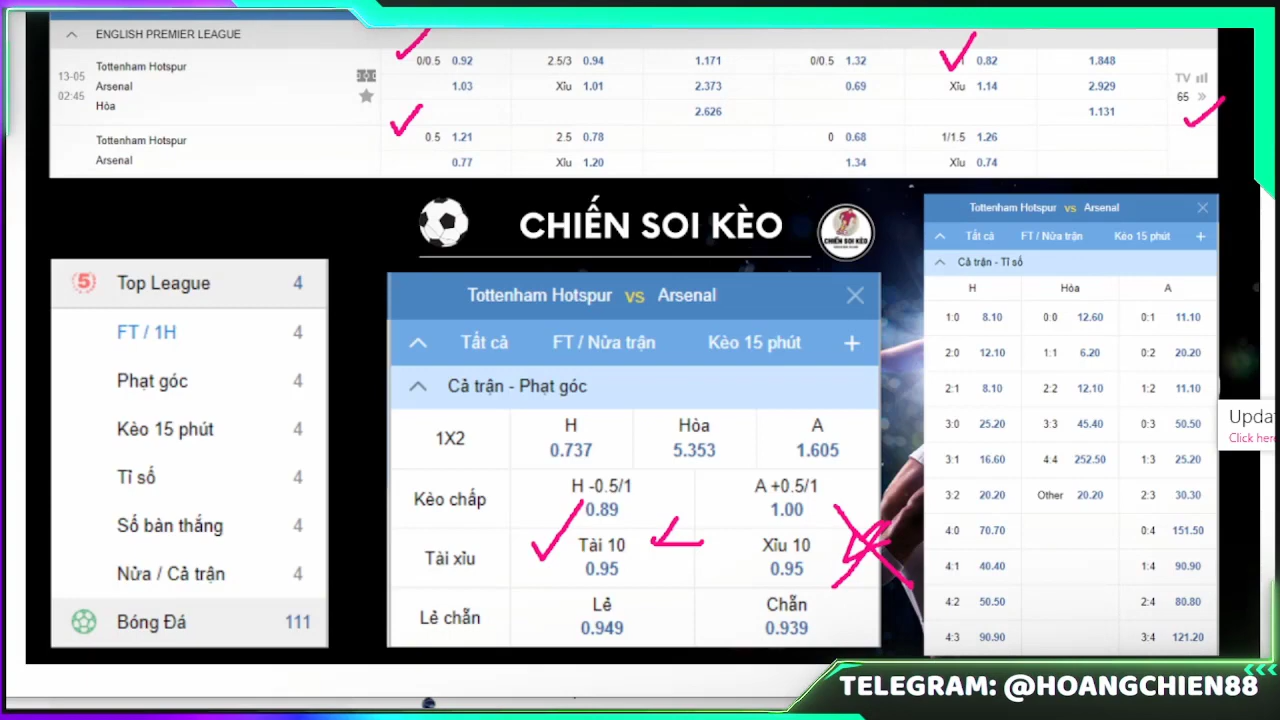 ENGLISH PREMIER LEAGUE
Tottenham Hotspur 0/0.5 0.92 2.5/3 0.94 1.171 0/0.5 1.32 0.82 1.848
13-05
02:45
Arsenal 1.03 Xỉu 1.01 2.373 0.69 Xỉu 1.14 2.929
TV
65 »
Hòa 2.626 1.131
Tottenham Hotspur 0.5 1.21 2.5 0.78 0 0.68 1/1.5 1.26
Arsenal 0.77 Xỉu 1.20 1.34 Xỉu 0.74
CHIẾN SOI KÈO
CHIẾN SOI KÈO
5 Top League 4
FT / 1H 4
Phạt góc 4
Kèo 15 phút 4
Tỉ số 4
Số bàn thắng 4
Nửa / Cả trận 4
Bóng Đá 111
Tottenham Hotspur vs Arsenal
Tất cả FT / Nửa trận Kèo 15 phút +
Cả trận - Phạt góc
1X2 H 0.737 Hòa 5.353 A 1.605
Kèo chấp H -0.5/1 0.89 A +0.5/1 1.00
Tài xỉu Tài 10 0.95 Xỉu 10 0.95
Lẻ chẵn Lẻ 0.949 Chẵn 0.939
Tottenham Hotspur vs Arsenal
Tất cả FT / Nửa trận Kèo 15 phút +
Cả trận - Tỉ số
H Hòa A
1:0 8.10 0:0 12.60 0:1 11.10
2:0 12.10 1:1 6.20 0:2 20.20
2:1 8.10 2:2 12.10 1:2 11.10
3:0 25.20 3:3 45.40 0:3 50.50
3:1 16.60 4:4 252.50 1:3 25.20
3:2 20.20 Other 20.20 2:3 30.30
4:0 70.70 0:4 151.50
4:1 40.40 1:4 90.90
4:2 50.50 2:4 80.80
4:3 90.90 3:4 121.20
Click here
TELEGRAM: @HOANGCHIEN88